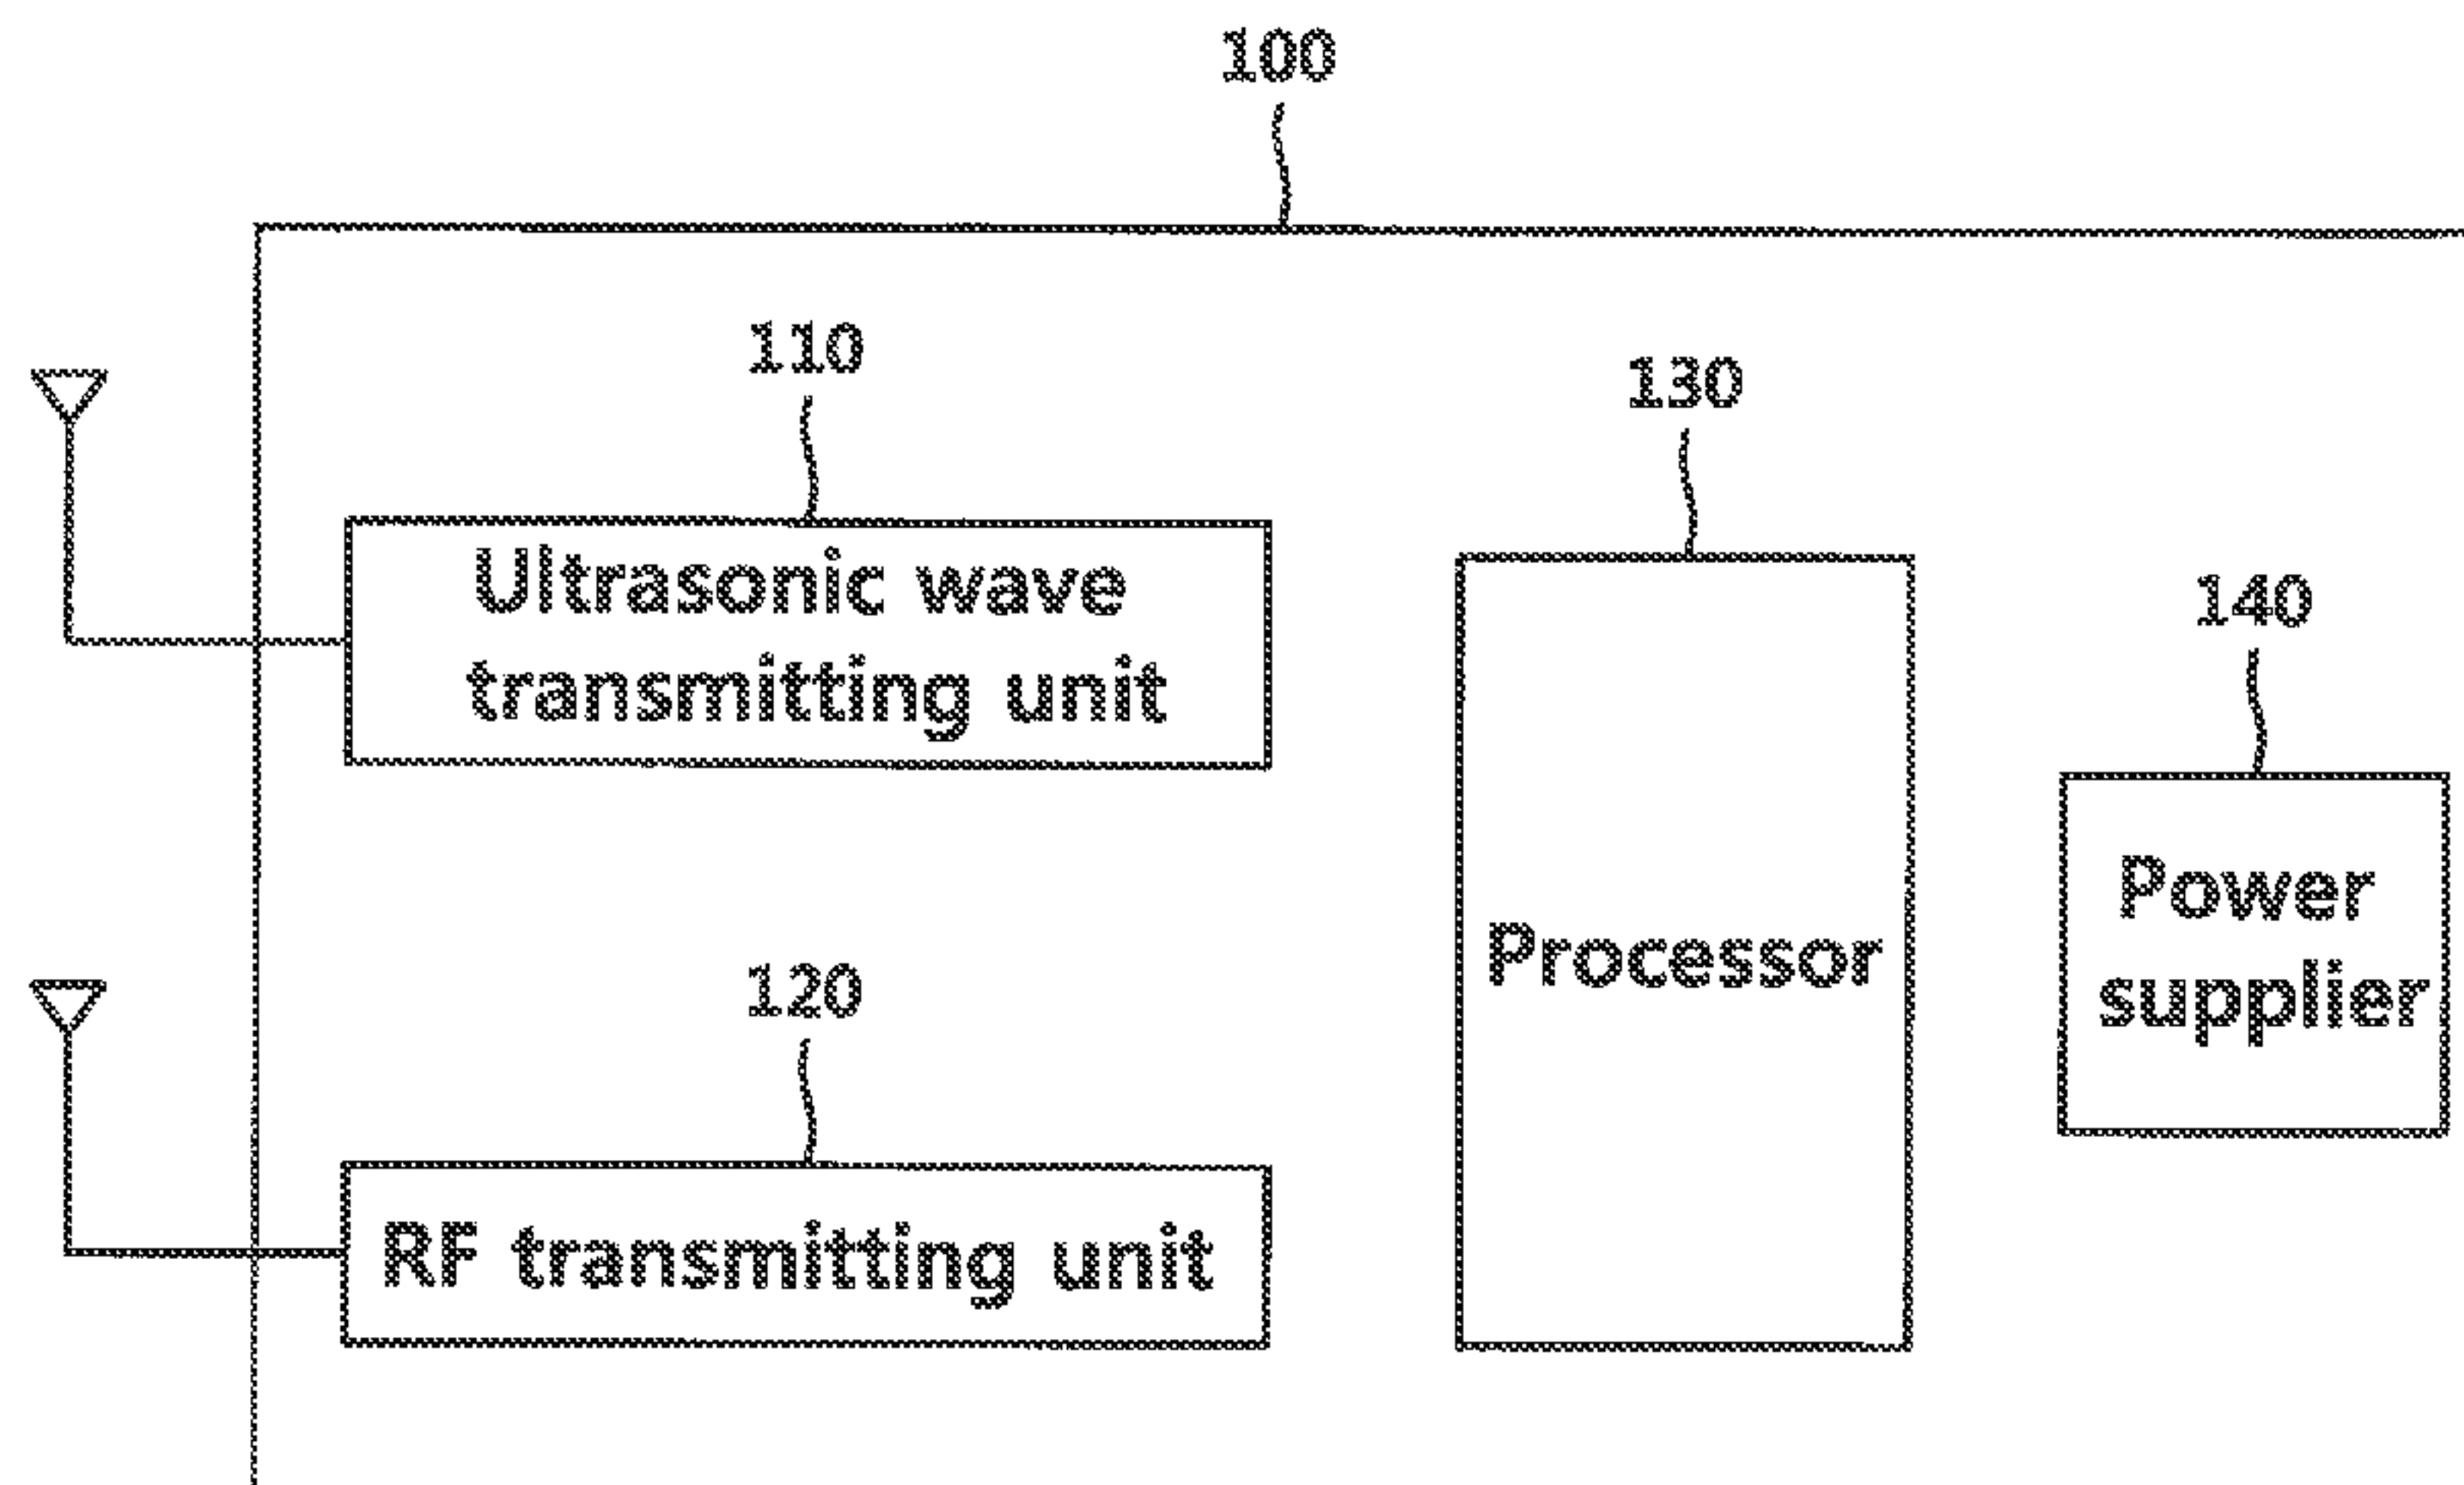 100
110
Ultrasonic wave
transmitting unit
120
RF transmitting unit
130
Processor
140
Power
supplier